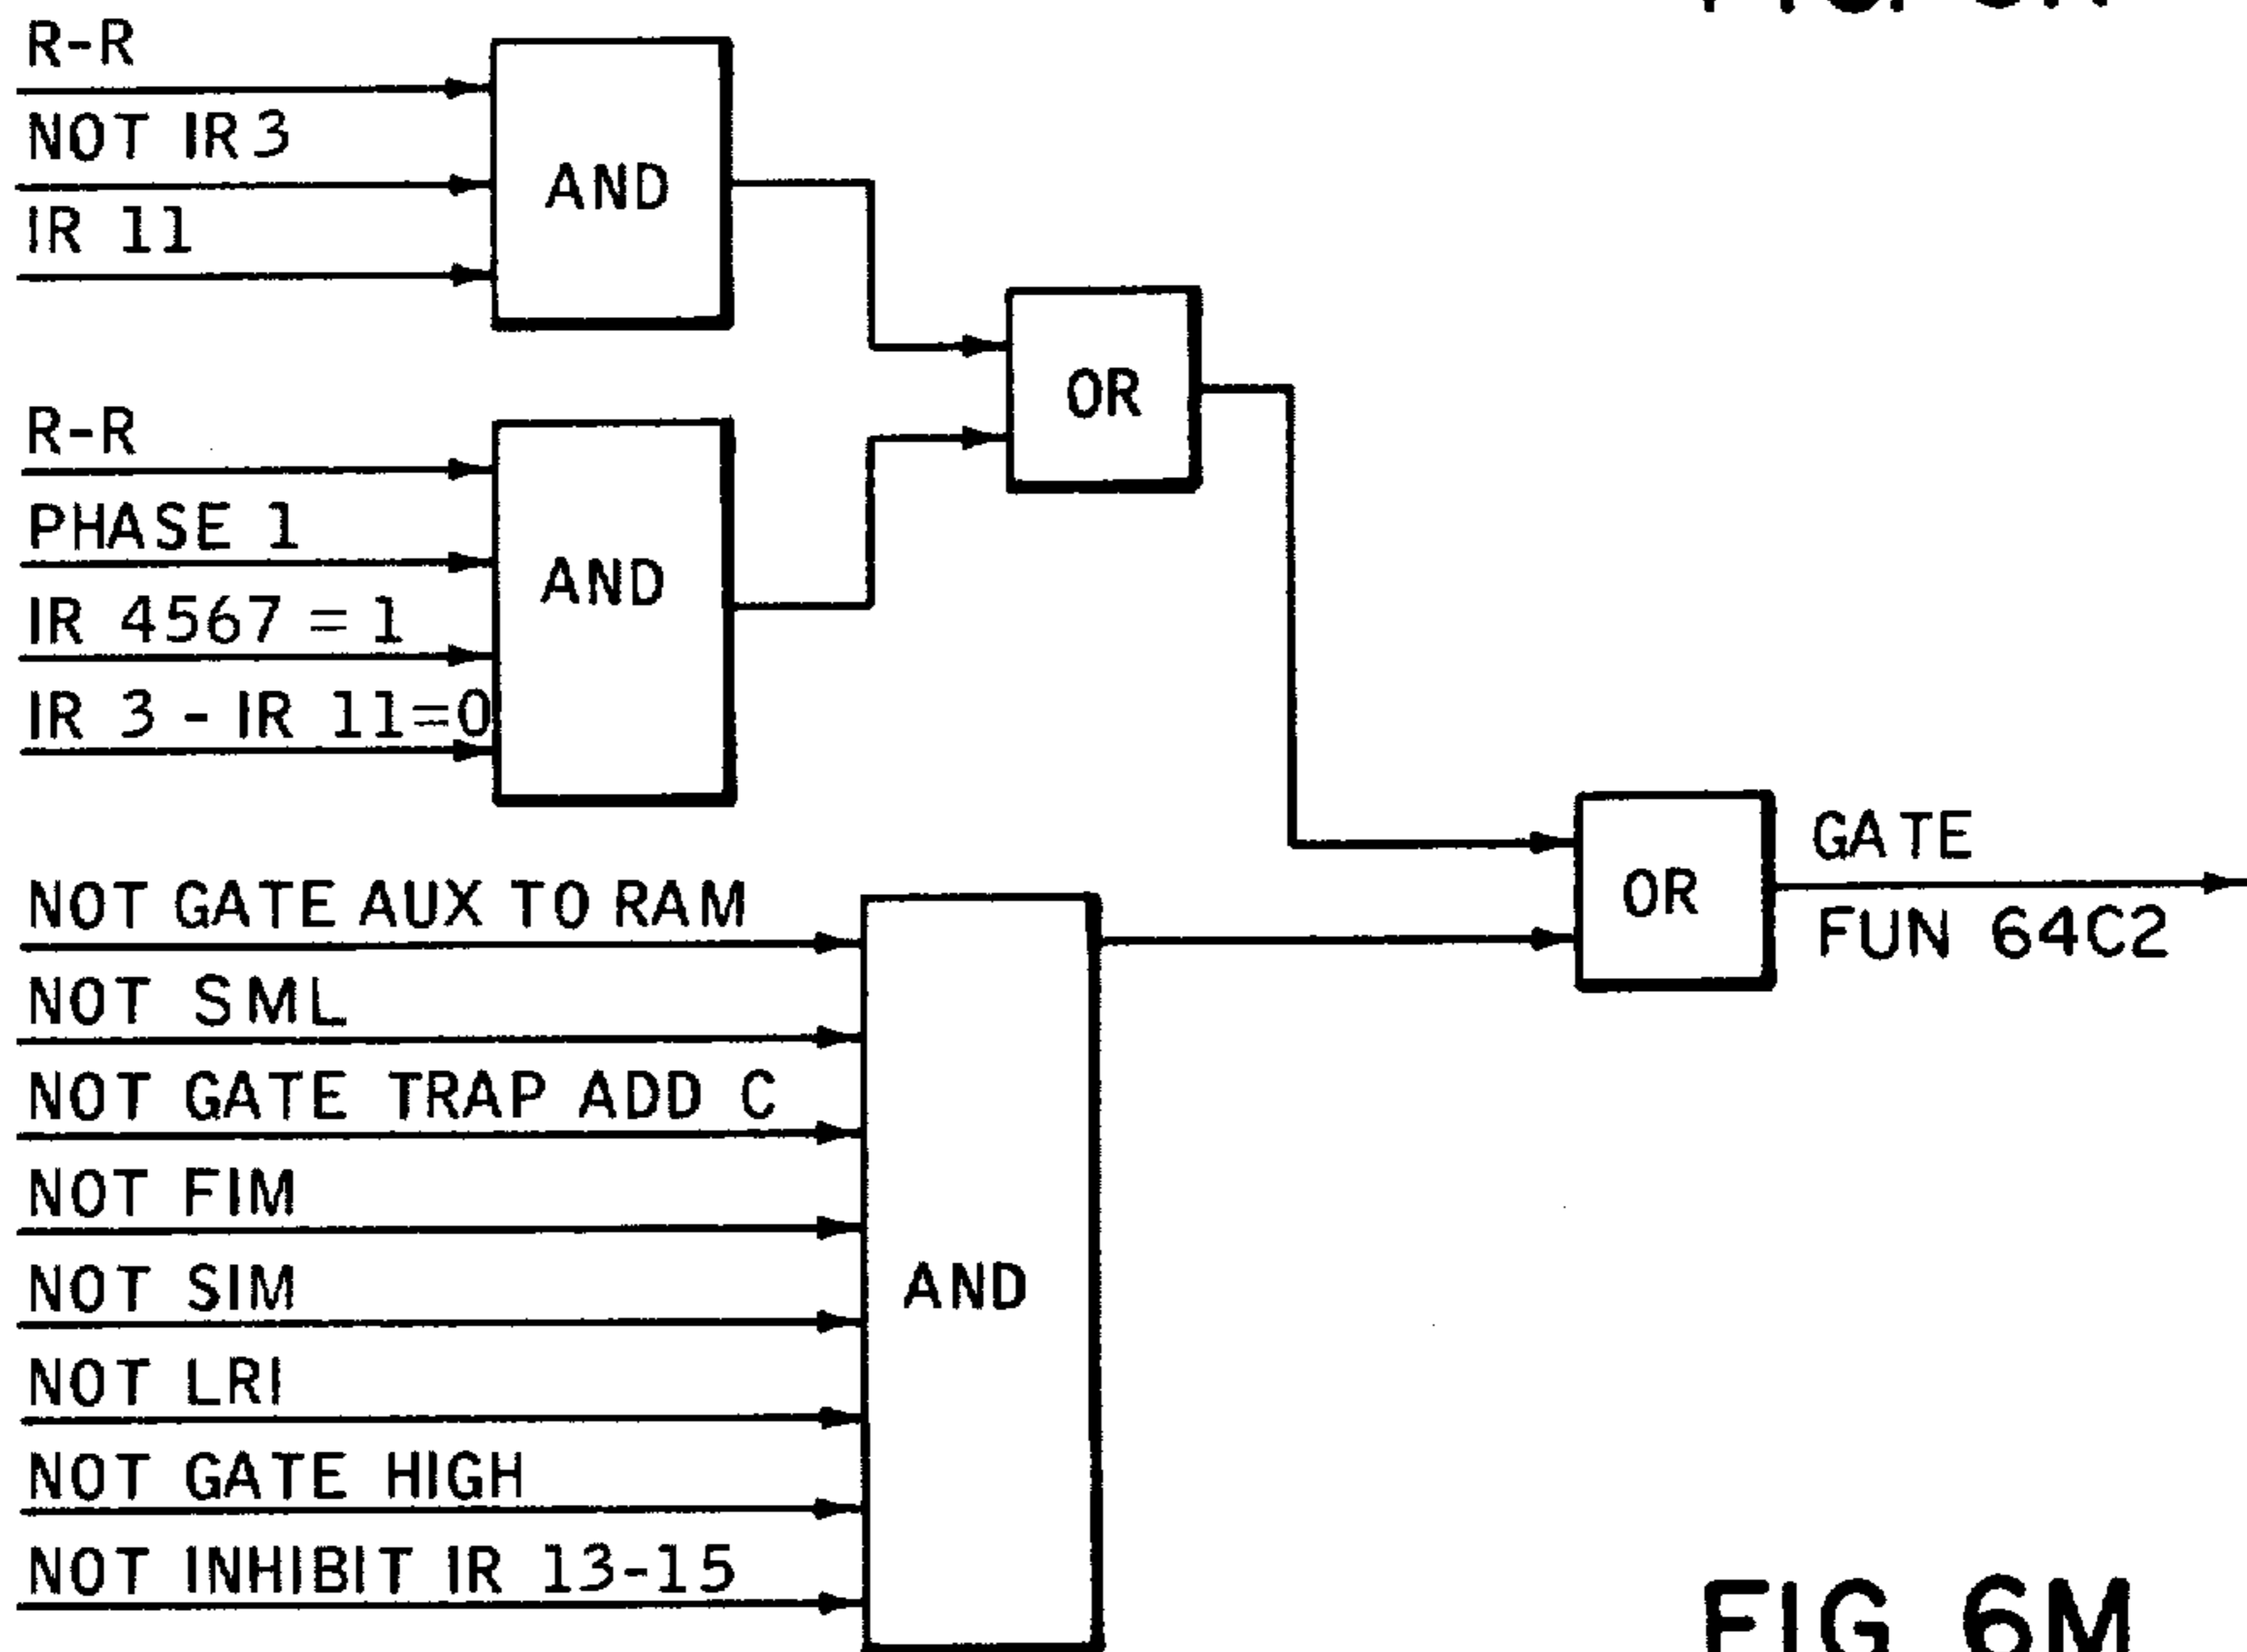 R-R
NOT IR 3
IR 11
AND
OR
R-R
PHASE 1
IR 4567 = 1
IR 3 - IR 11=0
AND
NOT GATE AUX TO RAM
NOT SML
NOT GATE TRAP ADD C
NOT FIM
NOT SIM
NOT LRI
NOT GATE HIGH
NOT INHIBIT IR 13-15
AND
OR
GATE
FUN 64C2
FIG 6M